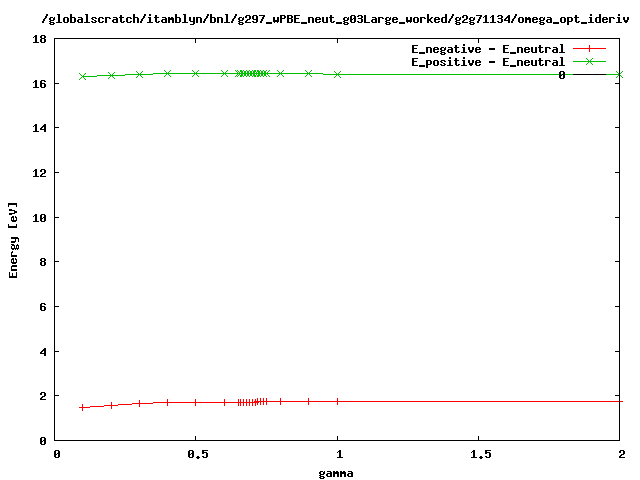 /globalscratch/itamblyn/bnl/g297_wPBE_neut_g03Large_worked/g2g71134/omega_opt_ideriv
18
16
14
12
10
8
6
4
2
0
Energy [eV]
E_negative - E_neutral
E_positive - E_neutral
0
0 0.5 1 1.5 2
gamma